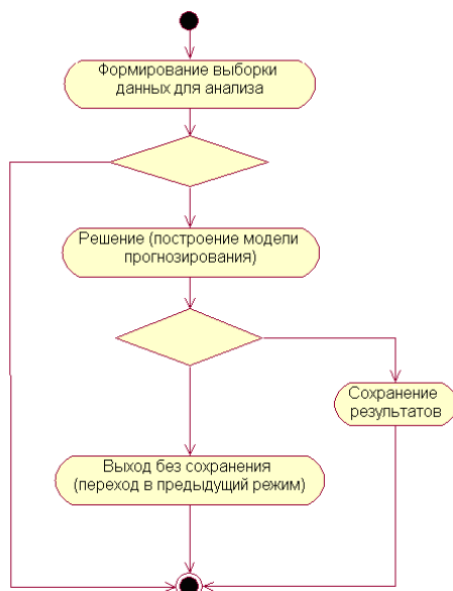 Формирование выборки
данных для анализа
Решение (построение модели
прогнозирования)
Сохранение
результатов
Выход без сохранения
(переход в предыдущий режим)